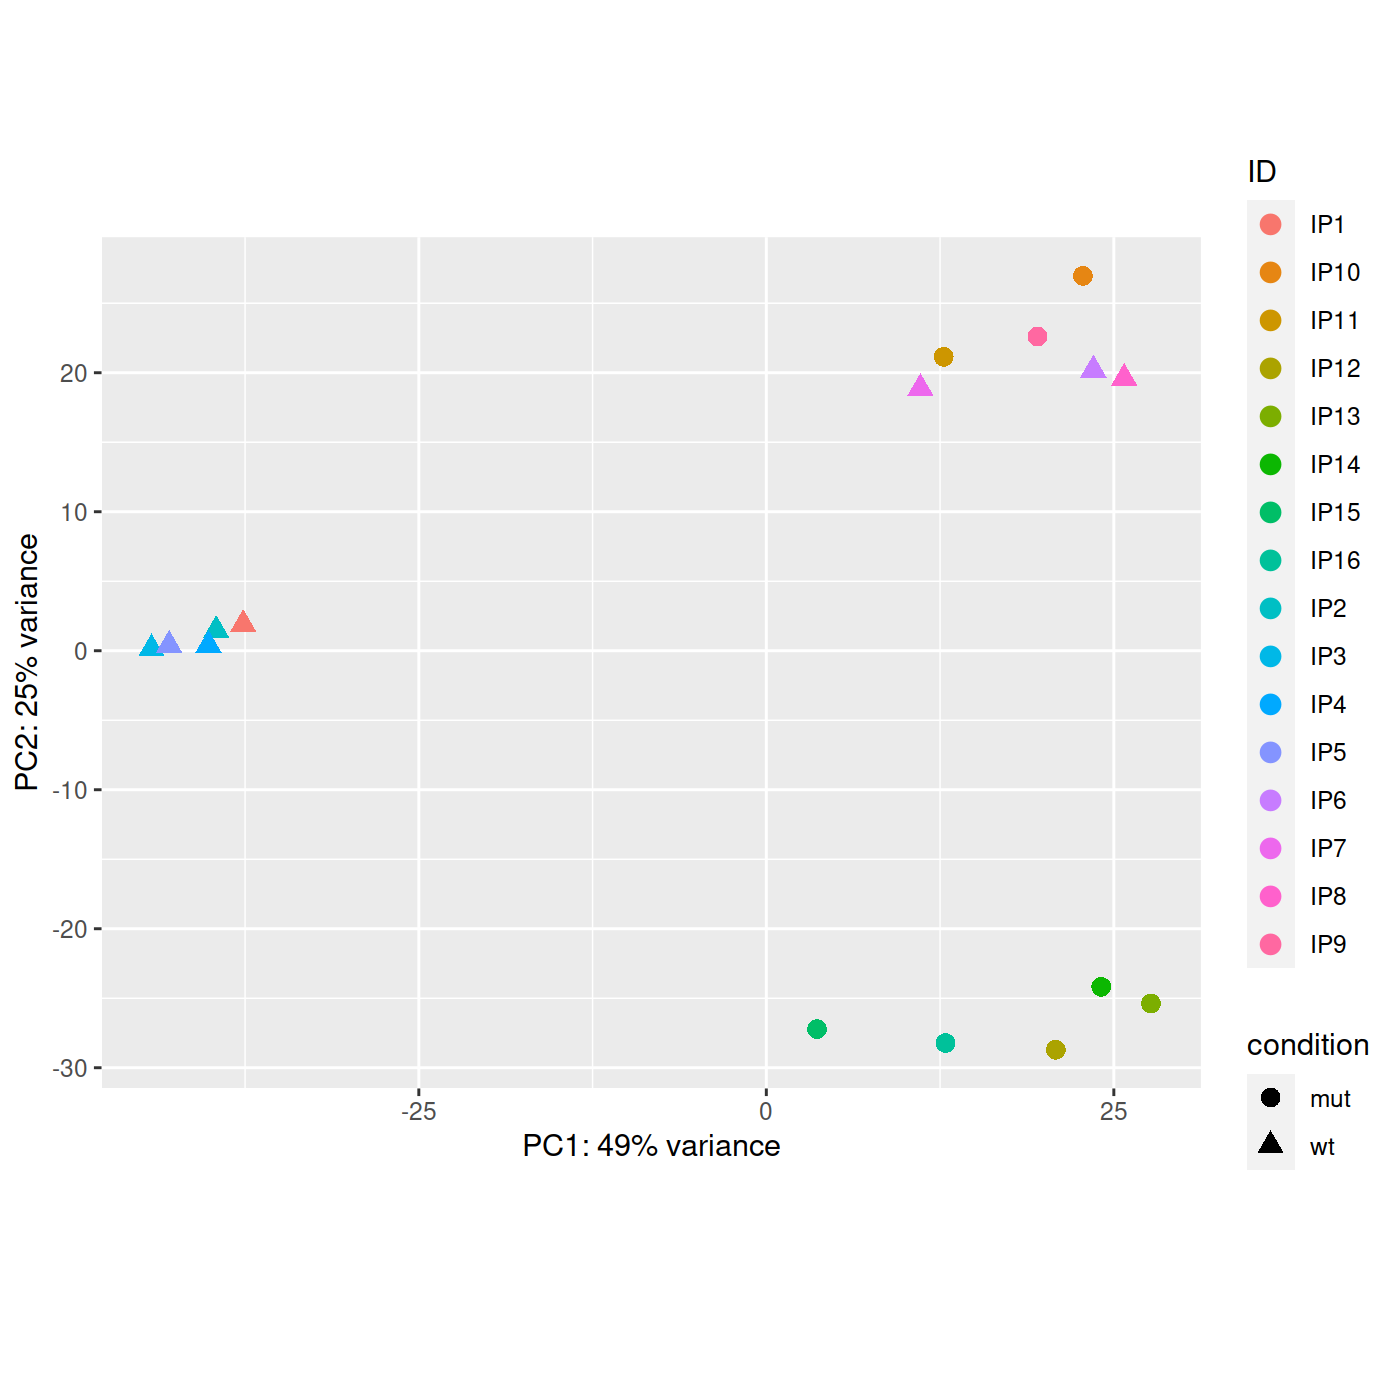 20
10
0
-10
-20
-30
PC2: 25% variance
-25
0
25
PC1: 49% variance
ID
IP1
IP10
IP11
IP12
IP13
IP14
IP15
IP16
IP2
IP3
IP4
IP5
IP6
IP7
IP8
IP9
condition
mut
wt